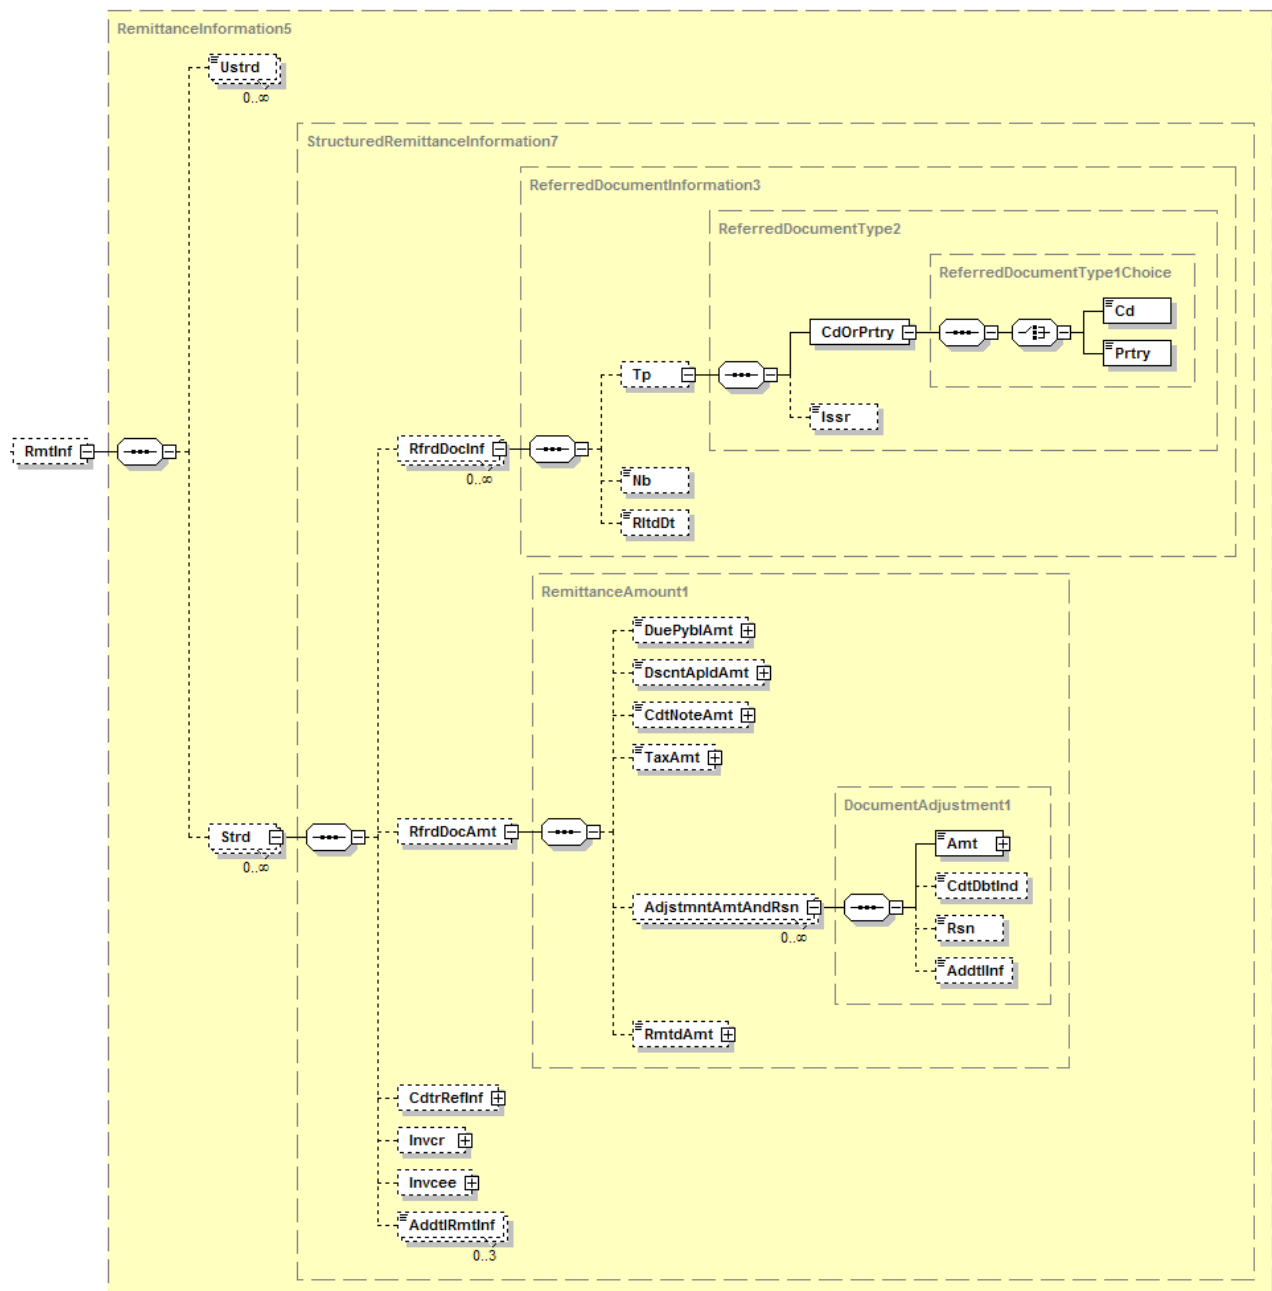 RemittanceInformation5
Ustrd
0..∞
StructuredRemittanceInformation7
ReferredDocumentInformation3
ReferredDocumentType2
ReferredDocumentType1Choice
Cd
CdOrPrtry
Prtry
Tp
Issr
RmtInf
RfrdDocInf
0..∞
Nb
RltdDt
RemittanceAmount1
DuePyblAmt
DscntApldAmt
CdtNoteAmt
TaxAmt
DocumentAdjustment1
Strd
0..∞
RfrdDocAmt
Amt
CdtDbtInd
AdjstmntAmtAndRsn
0..∞
Rsn
AddtlInf
RmtdAmt
CdtrRefInf
Invcr
Invcee
AddtlRmtInf
0..3